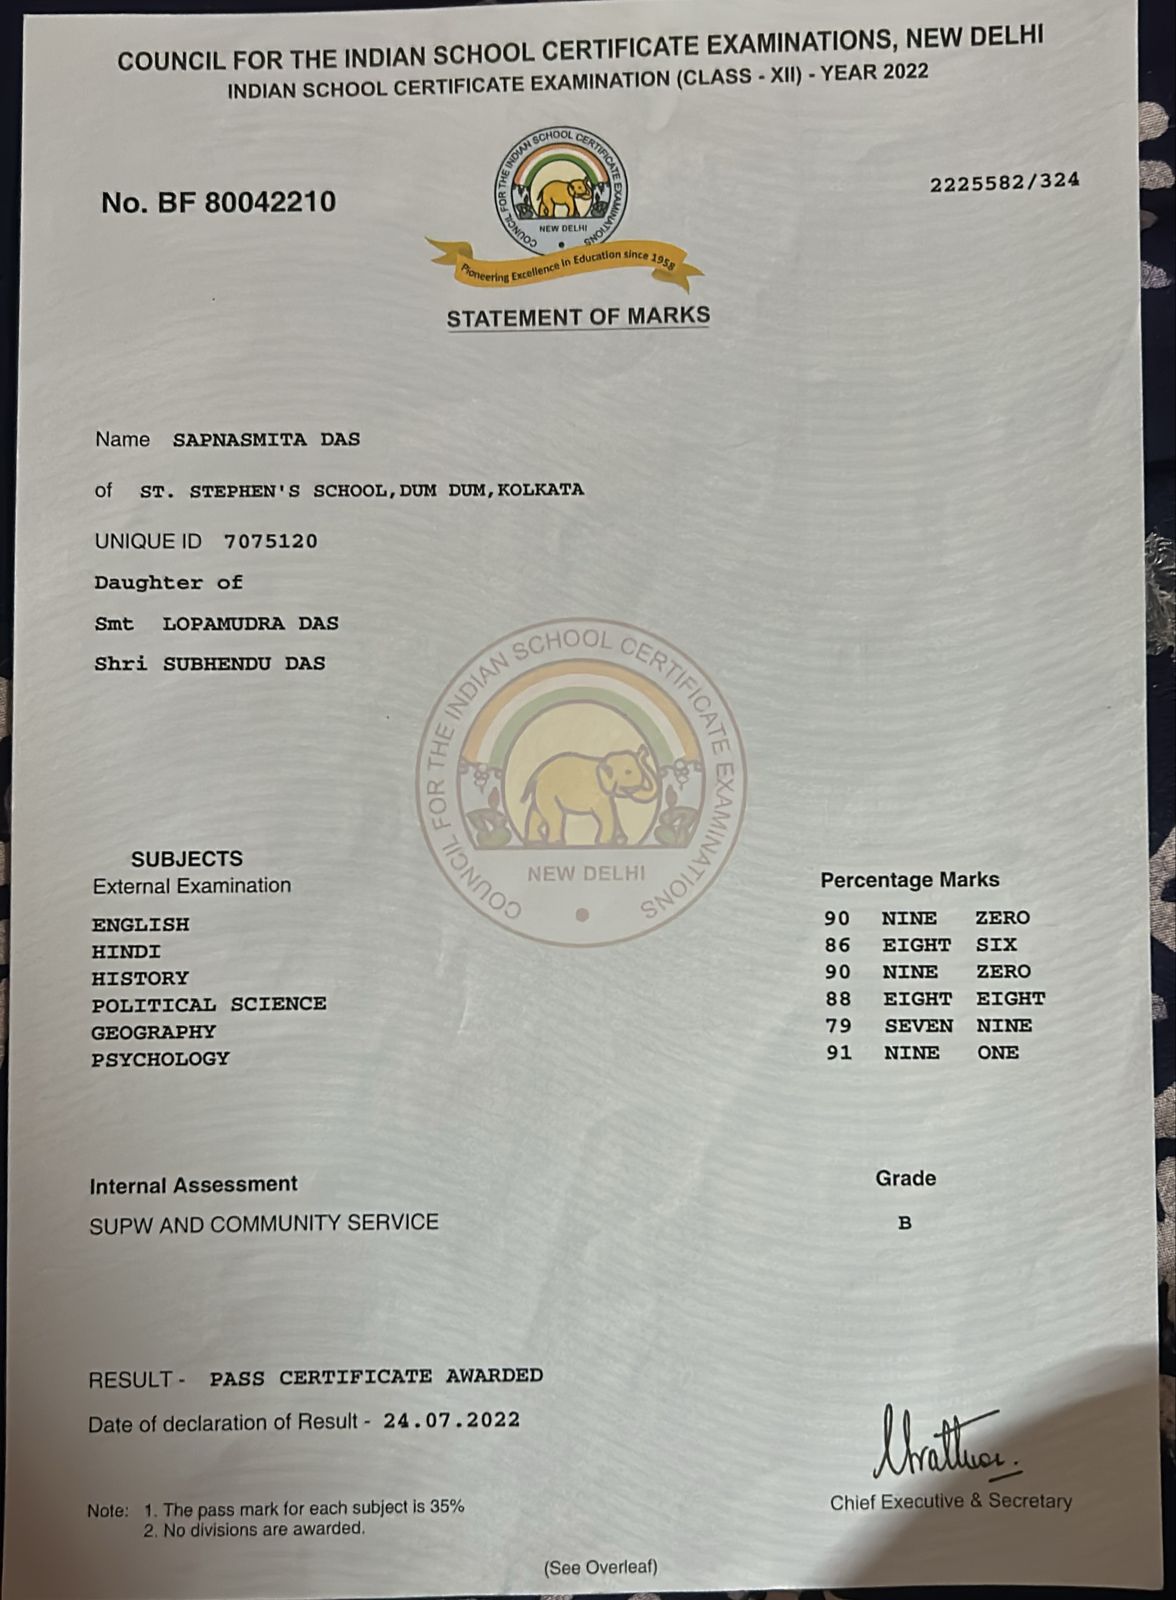 COUNCIL FOR THE INDIAN SCHOOL CERTIFICATE EXAMINATIONS, NEW DELHI
INDIAN SCHOOL CERTIFICATE EXAMINATION (CLASS - XII) - YEAR 2022
No. BF 80042210
COUNCIL FOR THE INDIAN SCHOOL CERTIFICATE EXAMINATIONS
NEW DELHI
Pioneering Excellence in Education since 1958
2225582/324
STATEMENT OF MARKS
Name SAPNASMITA DAS
of ST. STEPHEN'S SCHOOL,DUM DUM,KOLKATA
UNIQUE ID 7075120
Daughter of
Smt LOPAMUDRA DAS
Shri SUBHENDU DAS
COUNCIL FOR THE INDIAN SCHOOL CERTIFICATE EXAMINATIONS
NEW DELHI
SUBJECTS
External Examination Percentage Marks
ENGLISH 90 NINE ZERO
HINDI 86 EIGHT SIX
HISTORY 90 NINE ZERO
POLITICAL SCIENCE 88 EIGHT EIGHT
GEOGRAPHY 79 SEVEN NINE
PSYCHOLOGY 91 NINE ONE
Internal Assessment Grade
SUPW AND COMMUNITY SERVICE B
RESULT - PASS CERTIFICATE AWARDED
Date of declaration of Result - 24.07.2022
Chief Executive & Secretary
Note: 1. The pass mark for each subject is 35%
2. No divisions are awarded.
(See Overleaf)